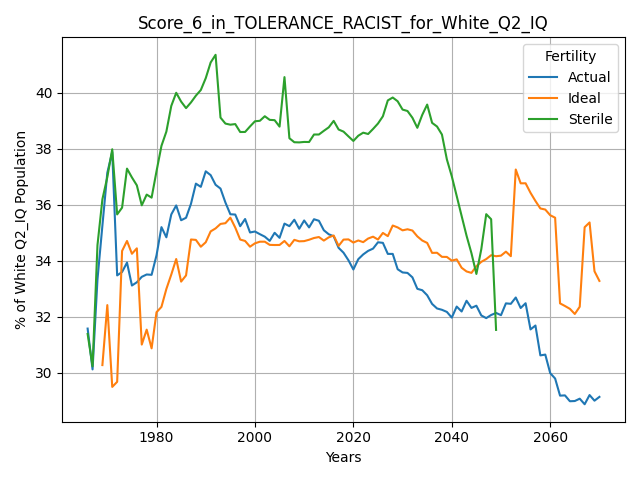 Score_6_in_TOLERANCE_RACIST_for_White_Q2_IQ
Fertility
Actual
Ideal
Sterile
% of White Q2_IQ Population
40
38
36
34
32
30
1980
2000
2020
2040
2060
Years